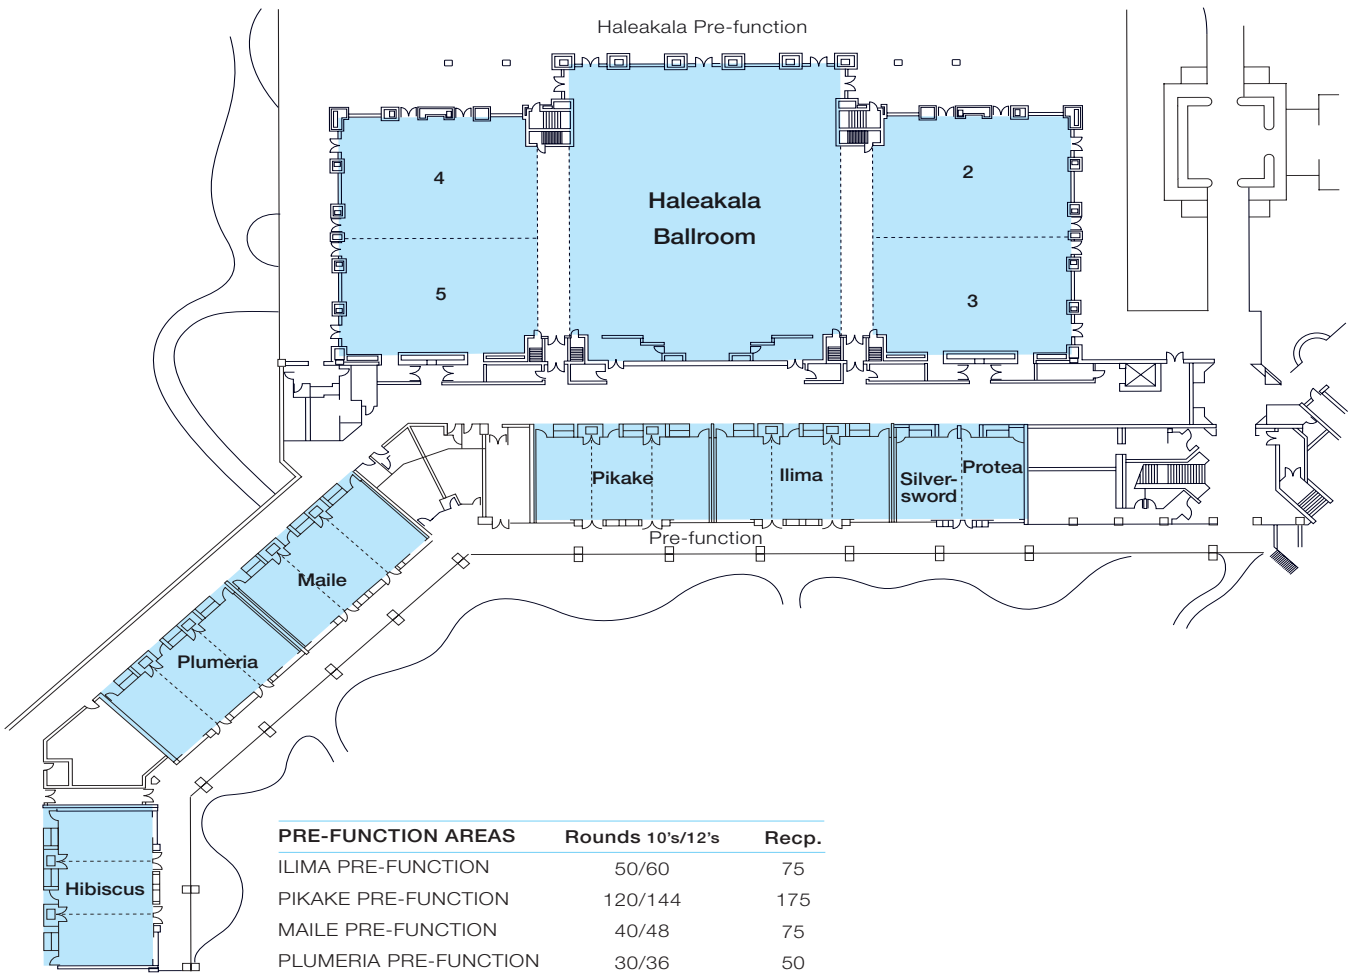 Haleakala Pre-function
4
2
Haleakala
Ballroom
5
3
Pikake
Ilima
Silver-
sword
Protea
Pre-function
Maile
Plumeria
Hibiscus
PRE-FUNCTION AREAS Rounds 10's/12's Recp.
ILIMA PRE-FUNCTION 50/60 75
PIKAKE PRE-FUNCTION 120/144 175
MAILE PRE-FUNCTION 40/48 75
PLUMERIA PRE-FUNCTION 30/36 50